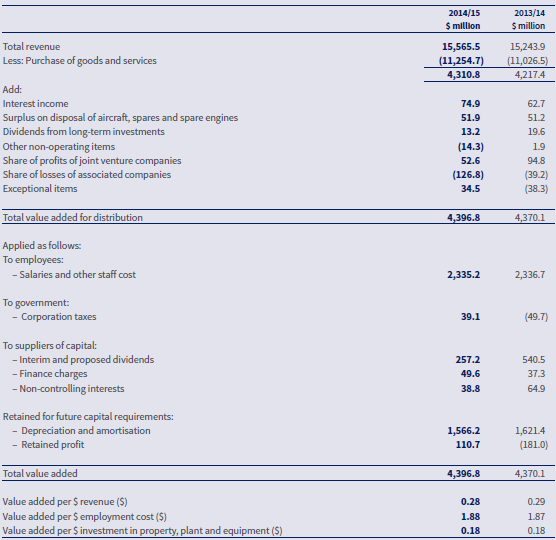 2014/15 2013/14
$ million $ million
Total revenue 15,565.5 15,243.9
Less: Purchase of goods and services (11,254.7) (11,026.5)
4,310.8 4,217.4
Add:
Interest income 74.9 62.7
Surplus on disposal of aircraft, spares and spare engines 51.9 51.2
Dividends from long-term investments 13.2 19.6
Other non-operating items (14.3) 1.9
Share of profits of joint venture companies 52.6 94.8
Share of losses of associated companies (126.8) (39.2)
Exceptional items 34.5 (38.3)
Total value added for distribution 4,396.8 4,370.1
Applied as follows:
To employees:
– Salaries and other staff cost 2,335.2 2,336.7
To government:
– Corporation taxes 39.1 (49.7)
To suppliers of capital:
– Interim and proposed dividends 257.2 540.5
– Finance charges 49.6 37.3
– Non-controlling interests 38.8 64.9
Retained for future capital requirements:
– Depreciation and amortisation 1,566.2 1,621.4
– Retained profit 110.7 (181.0)
Total value added 4,396.8 4,370.1
Value added per $ revenue ($) 0.28 0.29
Value added per $ employment cost ($) 1.88 1.87
Value added per $ investment in property, plant and equipment ($) 0.18 0.18